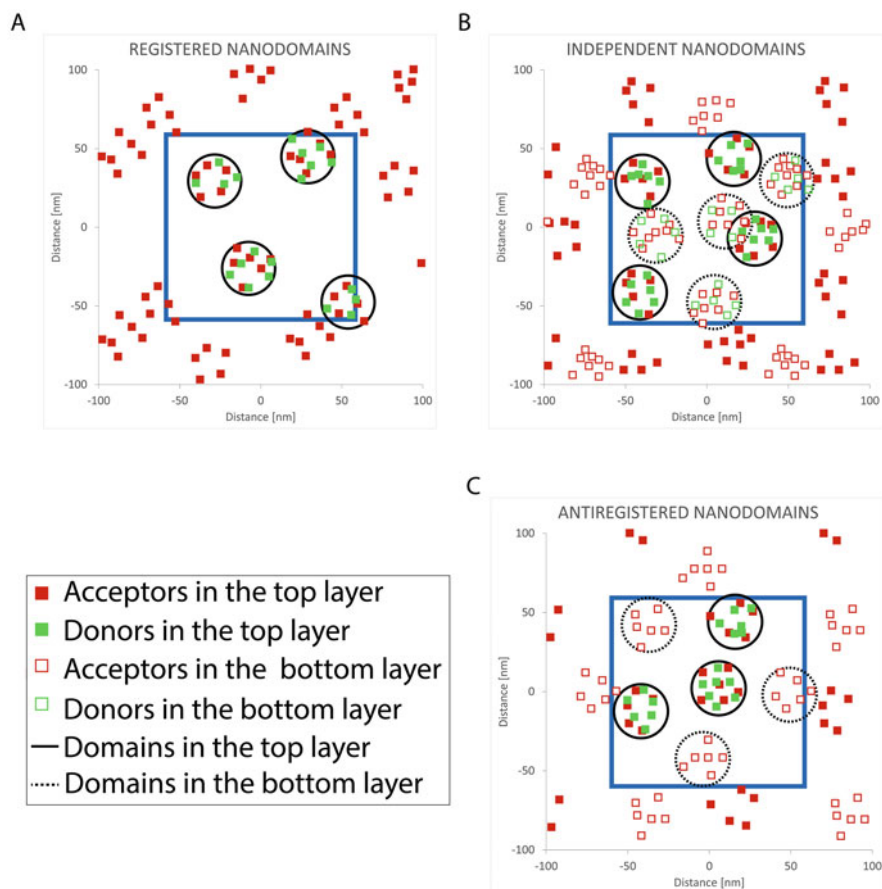 A
REGISTERED NANODOMAINS
100
50
0
-50
-100
-100
-50
0
50
100
Distance [nm]
Distance [nm]
B
INDEPENDENT NANODOMAINS
100
50
0
-50
-100
-100
-50
0
50
100
Distance [nm]
Distance [nm]
C
ANTIREGISTERED NANODOMAINS
100
50
0
-50
-100
-100
-50
0
50
100
Distance [nm]
Distance [nm]
Acceptors in the top layer
Donors in the top layer
Acceptors in the bottom layer
Donors in the bottom layer
Domains in the top layer
Domains in the bottom layer